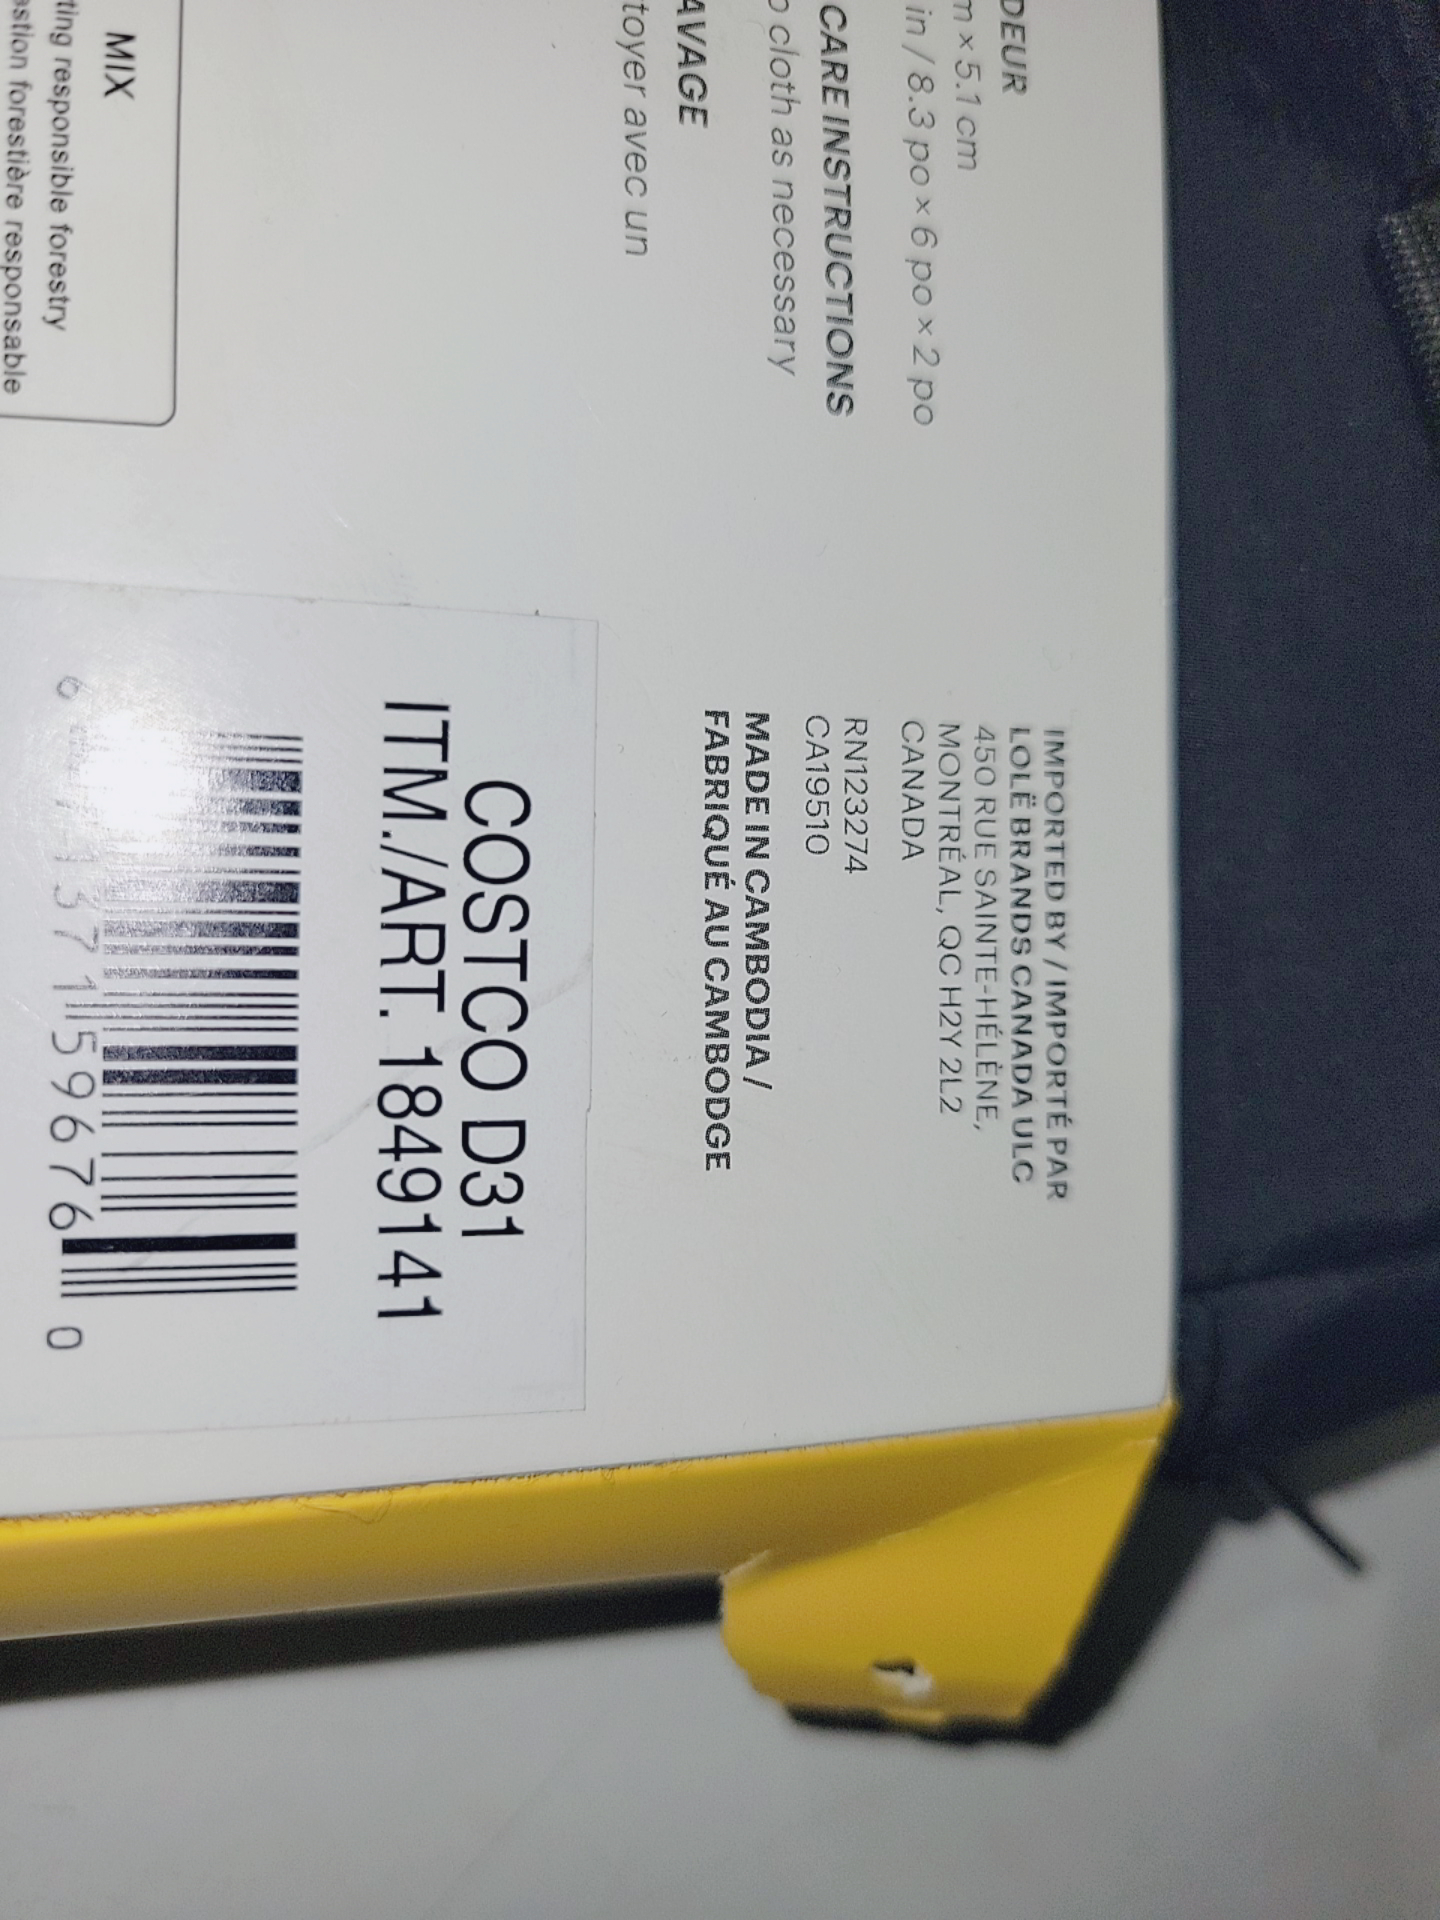 DEUR
m × 5.1 cm
in / 8.3 po × 6 po × 2 po
CARE INSTRUCTIONS
cloth as necessary
AVAGE
toyer avec un
MIX
ting responsible forestry
stion forestière responsable
IMPORTED BY / IMPORTÉ PAR
LOLË BRANDS CANADA ULC
450 RUE SAINTE-HÉLÈNE,
MONTRÉAL, QC H2Y 2L2
CANADA
RN123274
CA19510
MADE IN CAMBODIA /
FABRIQUÉ AU CAMBODGE
COSTCO D31
ITM./ART. 1849141
6 371 59676 0